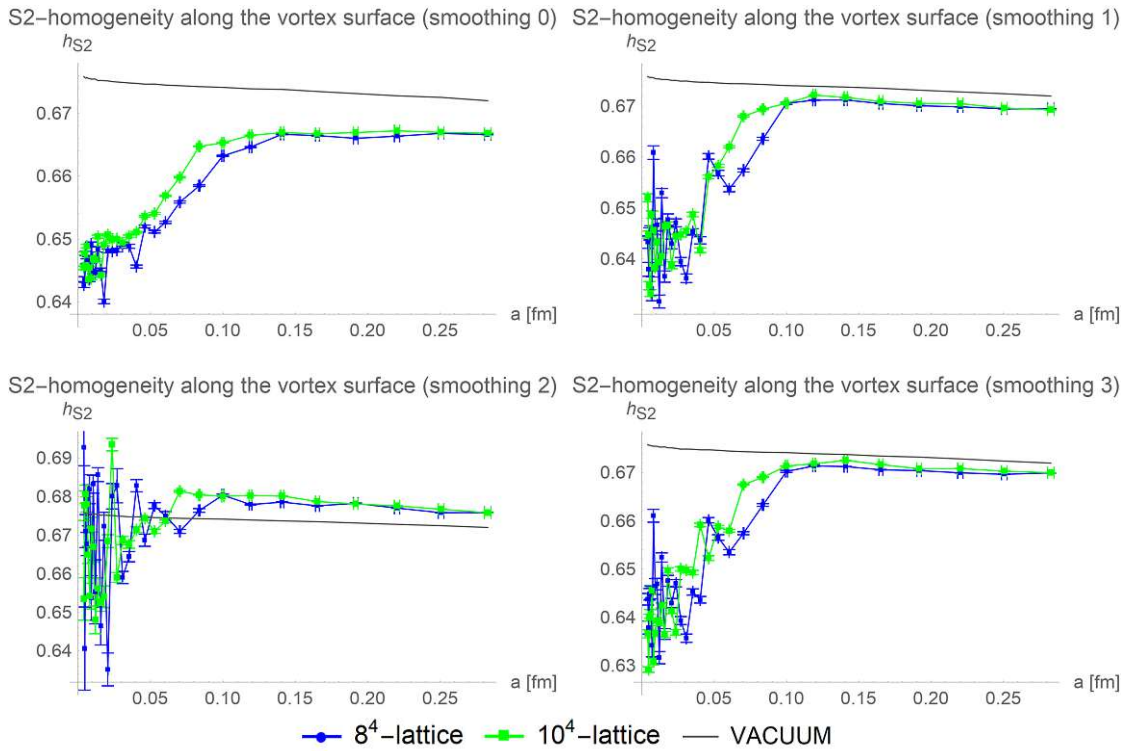 S2−homogeneity along the vortex surface (smoothing 0)
hS2
0.67
0.66
0.65
0.64
0.05 0.10 0.15 0.20 0.25
a [fm]
S2−homogeneity along the vortex surface (smoothing 1)
hS2
0.67
0.66
0.65
0.64
0.05 0.10 0.15 0.20 0.25
a [fm]
S2−homogeneity along the vortex surface (smoothing 2)
hS2
0.69
0.68
0.67
0.66
0.65
0.64
0.05 0.10 0.15 0.20 0.25
a [fm]
S2−homogeneity along the vortex surface (smoothing 3)
hS2
0.67
0.66
0.65
0.64
0.63
0.05 0.10 0.15 0.20 0.25
a [fm]
8⁴−lattice 10⁴−lattice VACUUM